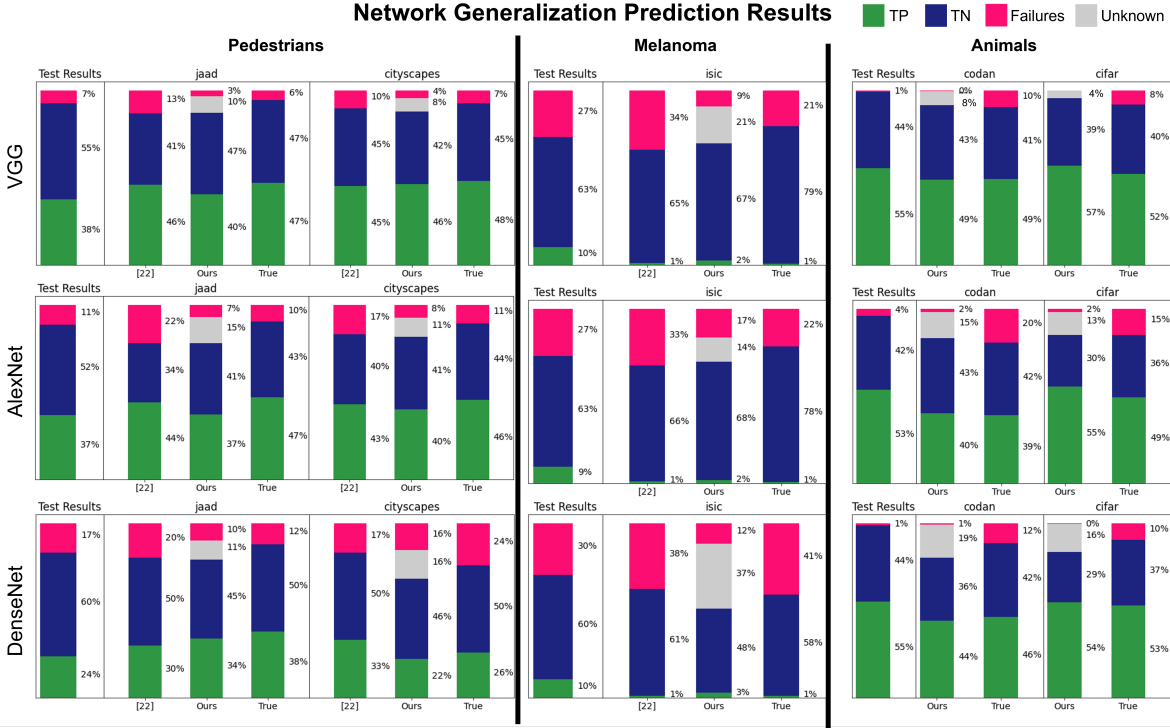 Network Generalization Prediction Results
TP TN Failures Unknown
Pedestrians Melanoma Animals
VGG
Test Results jaad cityscapes
7% 55% 38%
13% 41% 46%
3% 10% 47% 40%
6% 47% 47%
10% 45% 45%
4% 8% 42% 46%
7% 45% 48%
[22] Ours True [22] Ours True
Test Results isic
27% 63% 10%
34% 65% 1%
9% 21% 67% 2%
21% 79% 1%
[22] Ours True
Test Results codan cifar
1% 44% 55%
0% 8% 43% 49%
10% 41% 49%
4% 39% 57%
8% 40% 52%
Ours True Ours True
AlexNet
Test Results jaad cityscapes
11% 52% 37%
22% 34% 44%
7% 15% 41% 37%
10% 43% 47%
17% 40% 43%
8% 11% 41% 40%
11% 44% 46%
[22] Ours True [22] Ours True
Test Results isic
27% 63% 9%
33% 66% 1%
17% 14% 68% 2%
22% 78% 1%
[22] Ours True
Test Results codan cifar
4% 42% 53%
2% 15% 43% 40%
20% 42% 39%
2% 13% 30% 55%
15% 36% 49%
Ours True Ours True
DenseNet
Test Results jaad cityscapes
17% 60% 24%
20% 50% 30%
10% 11% 45% 34%
12% 50% 38%
17% 50% 33%
16% 16% 46% 22%
24% 50% 26%
[22] Ours True [22] Ours True
Test Results isic
30% 60% 10%
38% 61% 1%
12% 37% 48% 3%
41% 58% 1%
[22] Ours True
Test Results codan cifar
1% 44% 55%
1% 19% 36% 44%
12% 42% 46%
0% 16% 29% 54%
10% 37% 53%
Ours True Ours True